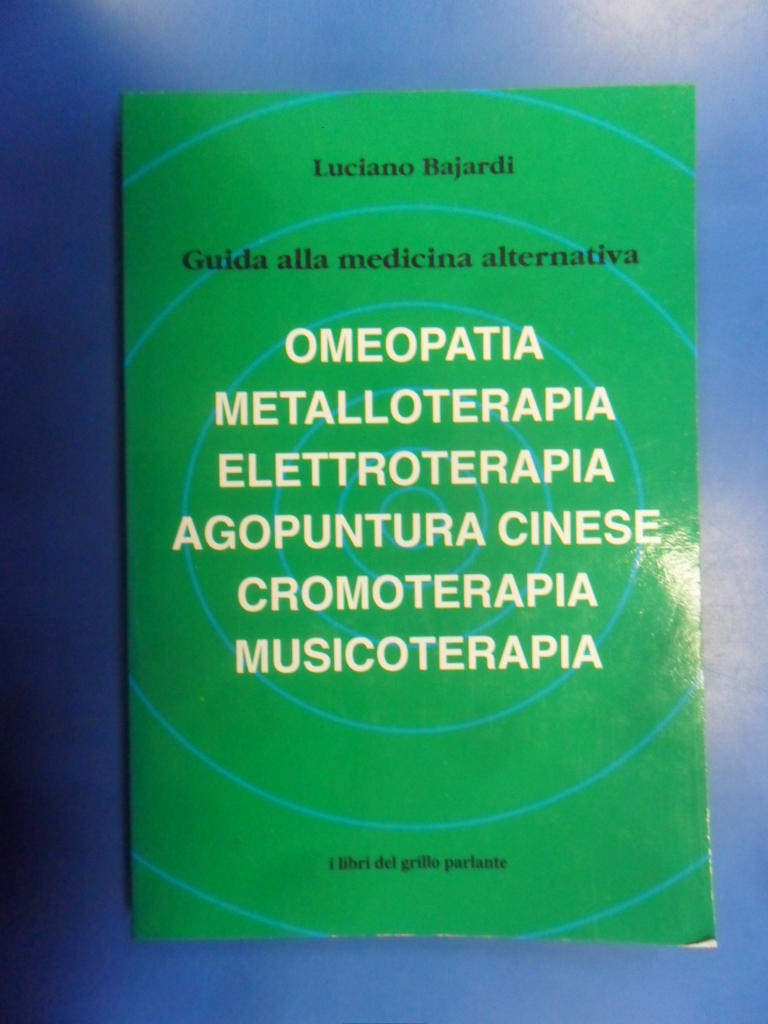 Luciano Bajardi
Guida alla medicina alternativa
OMEOPATIA
METALLOTERAPIA
ELETTROTERAPIA
AGOPUNTURA CINESE
CROMOTERAPIA
MUSICOTERAPIA
i libri del grillo parlante